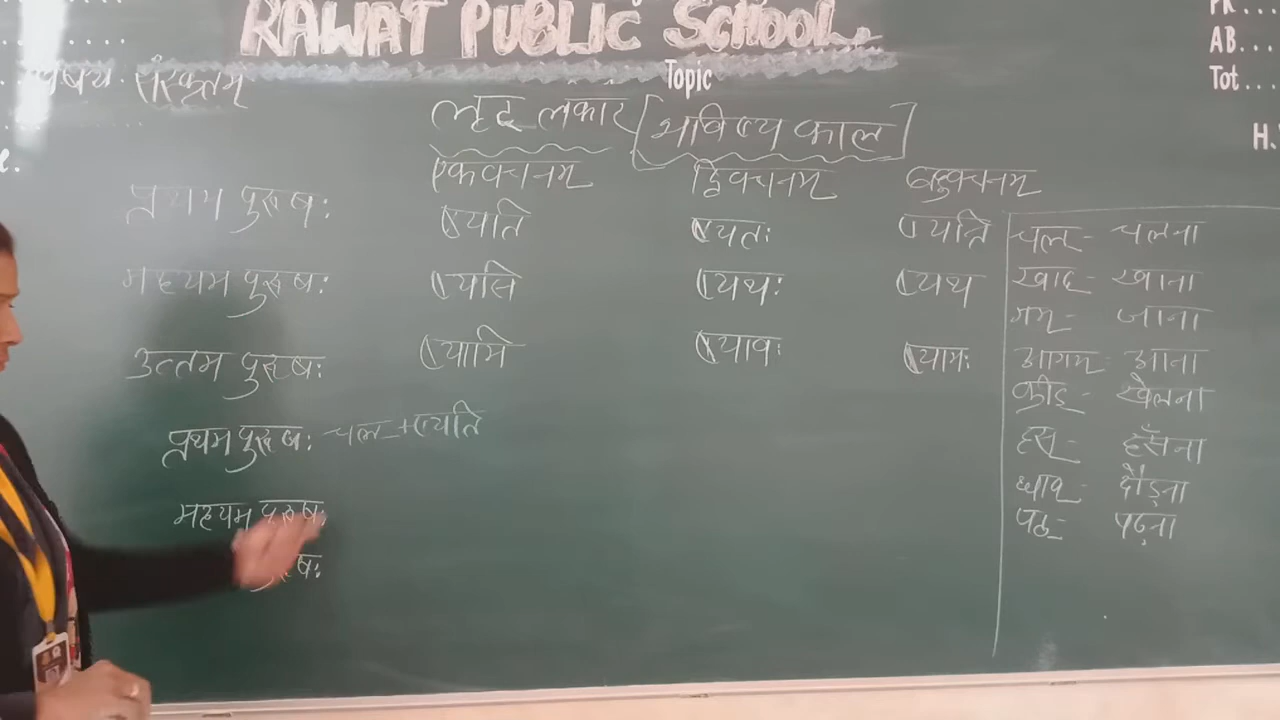 RAWAT PUBLIC SCHOOL
AB...
Tot...
H.
Topic
संस्कृतम्
लृट् लकार [भविष्य काल]
एकवचनम् द्विवचनम् बहुवचनम्
प्रथम पुरूषः ष्यति ष्यतः ष्यन्ति
मध्यम पुरूषः ष्यसि ष्यथः ष्यथ
उत्तम पुरूषः ष्यामि ष्यावः ष्यामः
प्रथम पुरूषः चल् + ष्यति
मध्यम पुरूषः
चल् - चलना
खाद् - खाना
गम् - जाना
आगम् - आना
क्रीड् - खेलना
हस् - हँसना
धाव् - दौड़ना
पठ् - पढ़ना